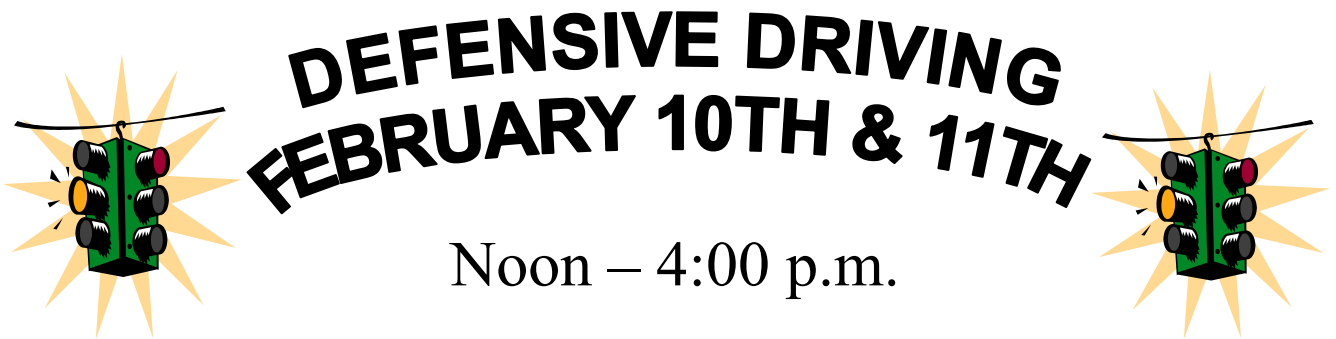 DEFENSIVE DRIVING
FEBRUARY 10TH & 11TH
Noon – 4:00 p.m.